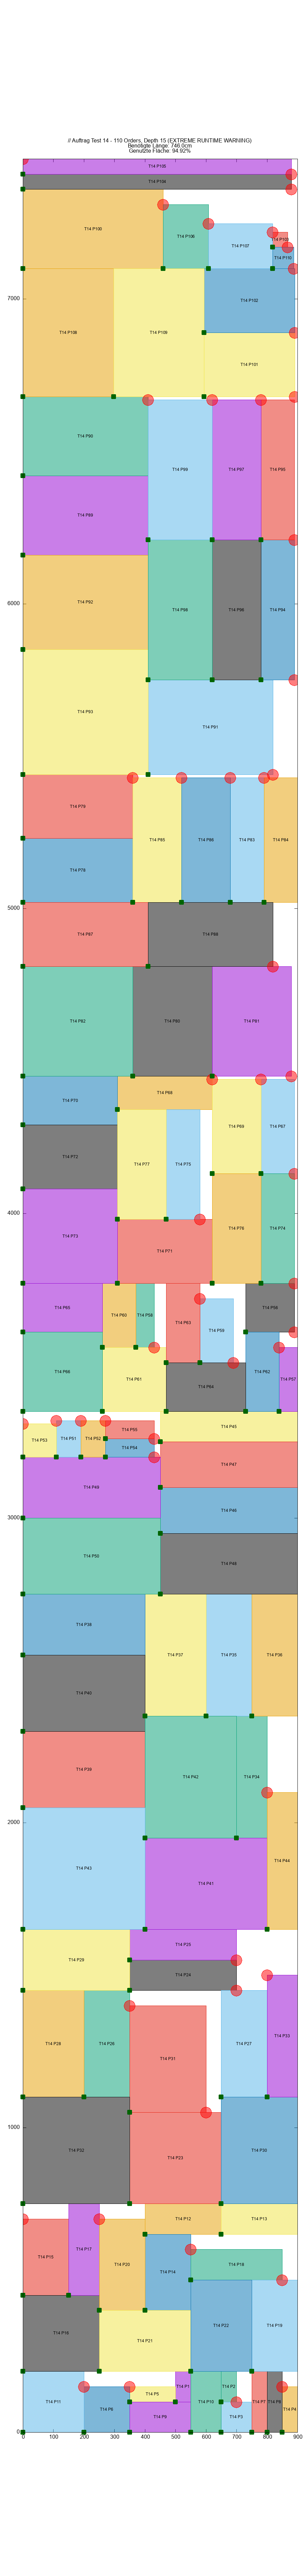 // Auftrag Test 14 - 110 Orders, Depth 15 (EXTREME RUNTIME WARNING)
Benötigte Länge: 746.0cm
Genutzte Fläche: 94.92%
T14 P105
T14 P104
T14 P100
T14 P106
T14 P107
T14 P103
T14 P110
T14 P102
7000
T14 P108
T14 P109
T14 P101
T14 P90
T14 P99
T14 P97
T14 P95
T14 P89
T14 P92
6000
T14 P98
T14 P96
T14 P94
T14 P93
T14 P91
T14 P79
T14 P85
T14 P86
T14 P83
T14 P84
T14 P78
5000
T14 P87
T14 P88
T14 P82
T14 P80
T14 P81
T14 P70
T14 P68
T14 P69
T14 P67
T14 P72
T14 P77
T14 P75
4000
T14 P73
T14 P71
T14 P76
T14 P74
T14 P65
T14 P60
T14 P58
T14 P63
T14 P59
T14 P56
T14 P66
T14 P61
T14 P64
T14 P62
T14 P57
T14 P53
T14 P51
T14 P52
T14 P55
T14 P54
T14 P45
T14 P47
T14 P49
T14 P46
3000
T14 P50
T14 P48
T14 P38
T14 P37
T14 P35
T14 P36
T14 P40
T14 P39
T14 P42
T14 P34
2000
T14 P43
T14 P41
T14 P44
T14 P29
T14 P25
T14 P24
T14 P28
T14 P26
T14 P31
T14 P27
T14 P33
1000
T14 P32
T14 P23
T14 P30
T14 P15
T14 P17
T14 P20
T14 P12
T14 P13
T14 P14
T14 P18
T14 P16
T14 P21
T14 P22
T14 P19
T14 P11
T14 P6
T14 P5
T14 P1
T14 P9
T14 P10
T14 P2
T14 P3
T14 P7
T14 P8
T14 P4
0
0 100 200 300 400 500 600 700 800 900